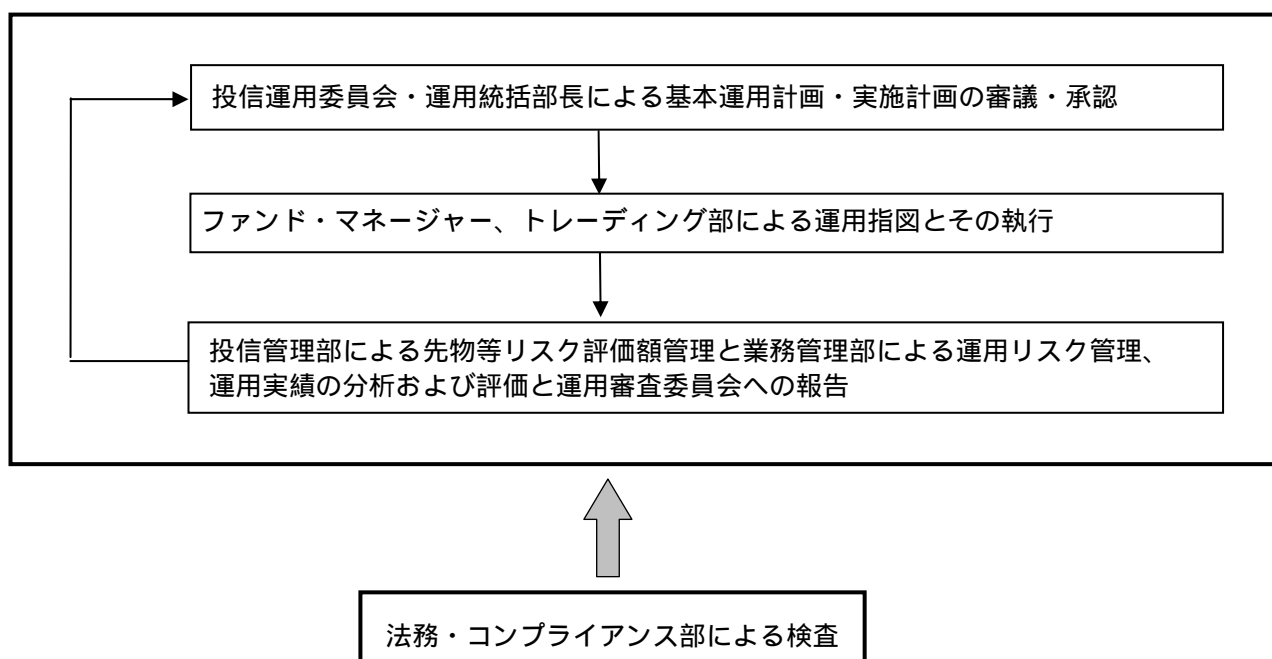 投信運用委員会・運用統括部長による基本運用計画・実施計画の審議・承認
ファンド・マネージャー、トレーディング部による運用指図とその執行
投信管理部による先物等リスク評価額管理と業務管理部による運用リスク管理、
運用実績の分析および評価と運用審査委員会への報告
法務・コンプライアンス部による検査